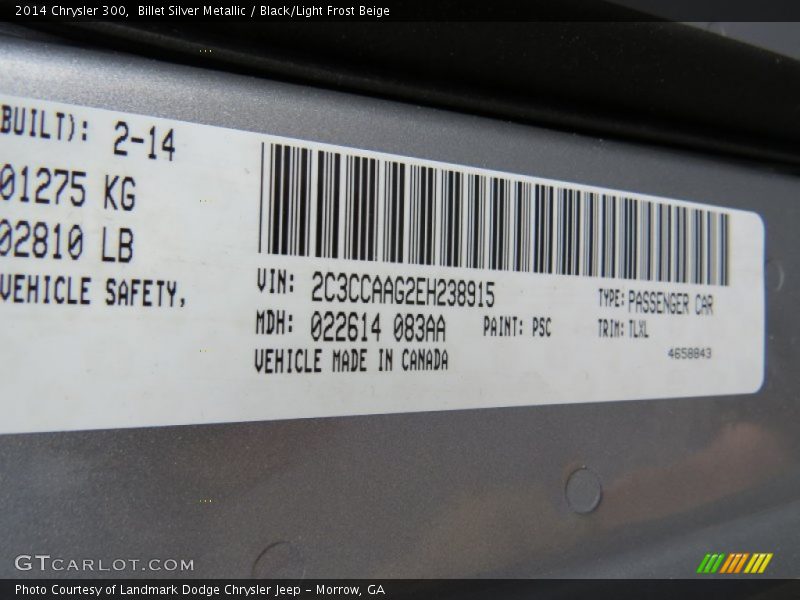 2014 Chrysler 300, Billet Silver Metallic / Black/Light Frost Beige
BUILT): 2-14
01275 KG
02810 LB
VEHICLE SAFETY,
VIN: 2C3CCAAG2EH238915
TYPE: PASSENGER CAR
MDH: 022614 083AA
PAINT: PSC
TRIM: TLXL
VEHICLE MADE IN CANADA
4658843
GTCARLOT.COM
Photo Courtesy of Landmark Dodge Chrysler Jeep – Morrow, GA